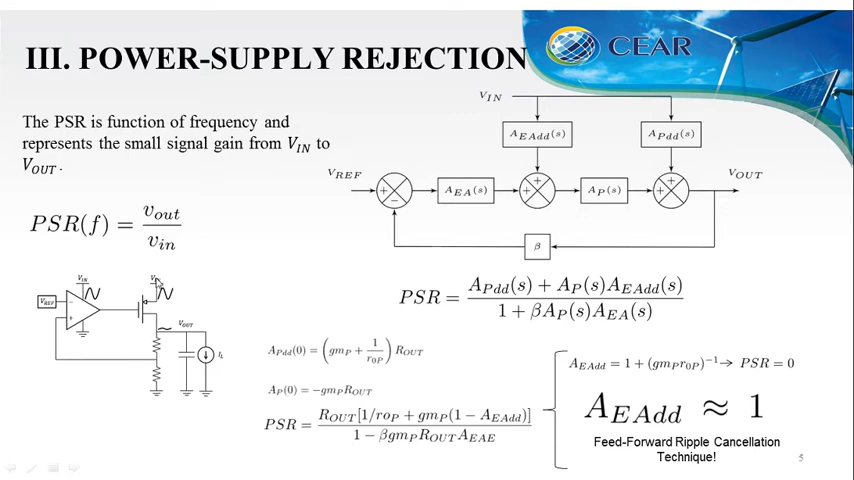 III. POWER-SUPPLY REJECTION
CEAR
The PSR is function of frequency and
represents the small signal gain from V_IN to
V_OUT .
PSR(f) = v_out / v_in
V_IN
A_EAdd(s)
A_Pdd(s)
V_REF
V_OUT
+
−
A_EA(s)
+
+
A_P(s)
+
+
β
PSR = (A_Pdd(s) + A_P(s)A_EAdd(s)) / (1 + βA_P(s)A_EA(s))
V_IN
V_REF
−
+
V_OUT
I_L
A_Pdd(0) = (gm_P + 1/r_0P) R_OUT
A_P(0) = −gm_P R_OUT
PSR = R_OUT[1/ro_P + gm_P(1 − A_EAdd)] / (1 − βgm_P R_OUT A_EAE)
A_EAdd = 1 + (gm_P r_0P)^−1 → PSR = 0
A_EAdd ≈ 1
Feed-Forward Ripple Cancellation
Technique!
5